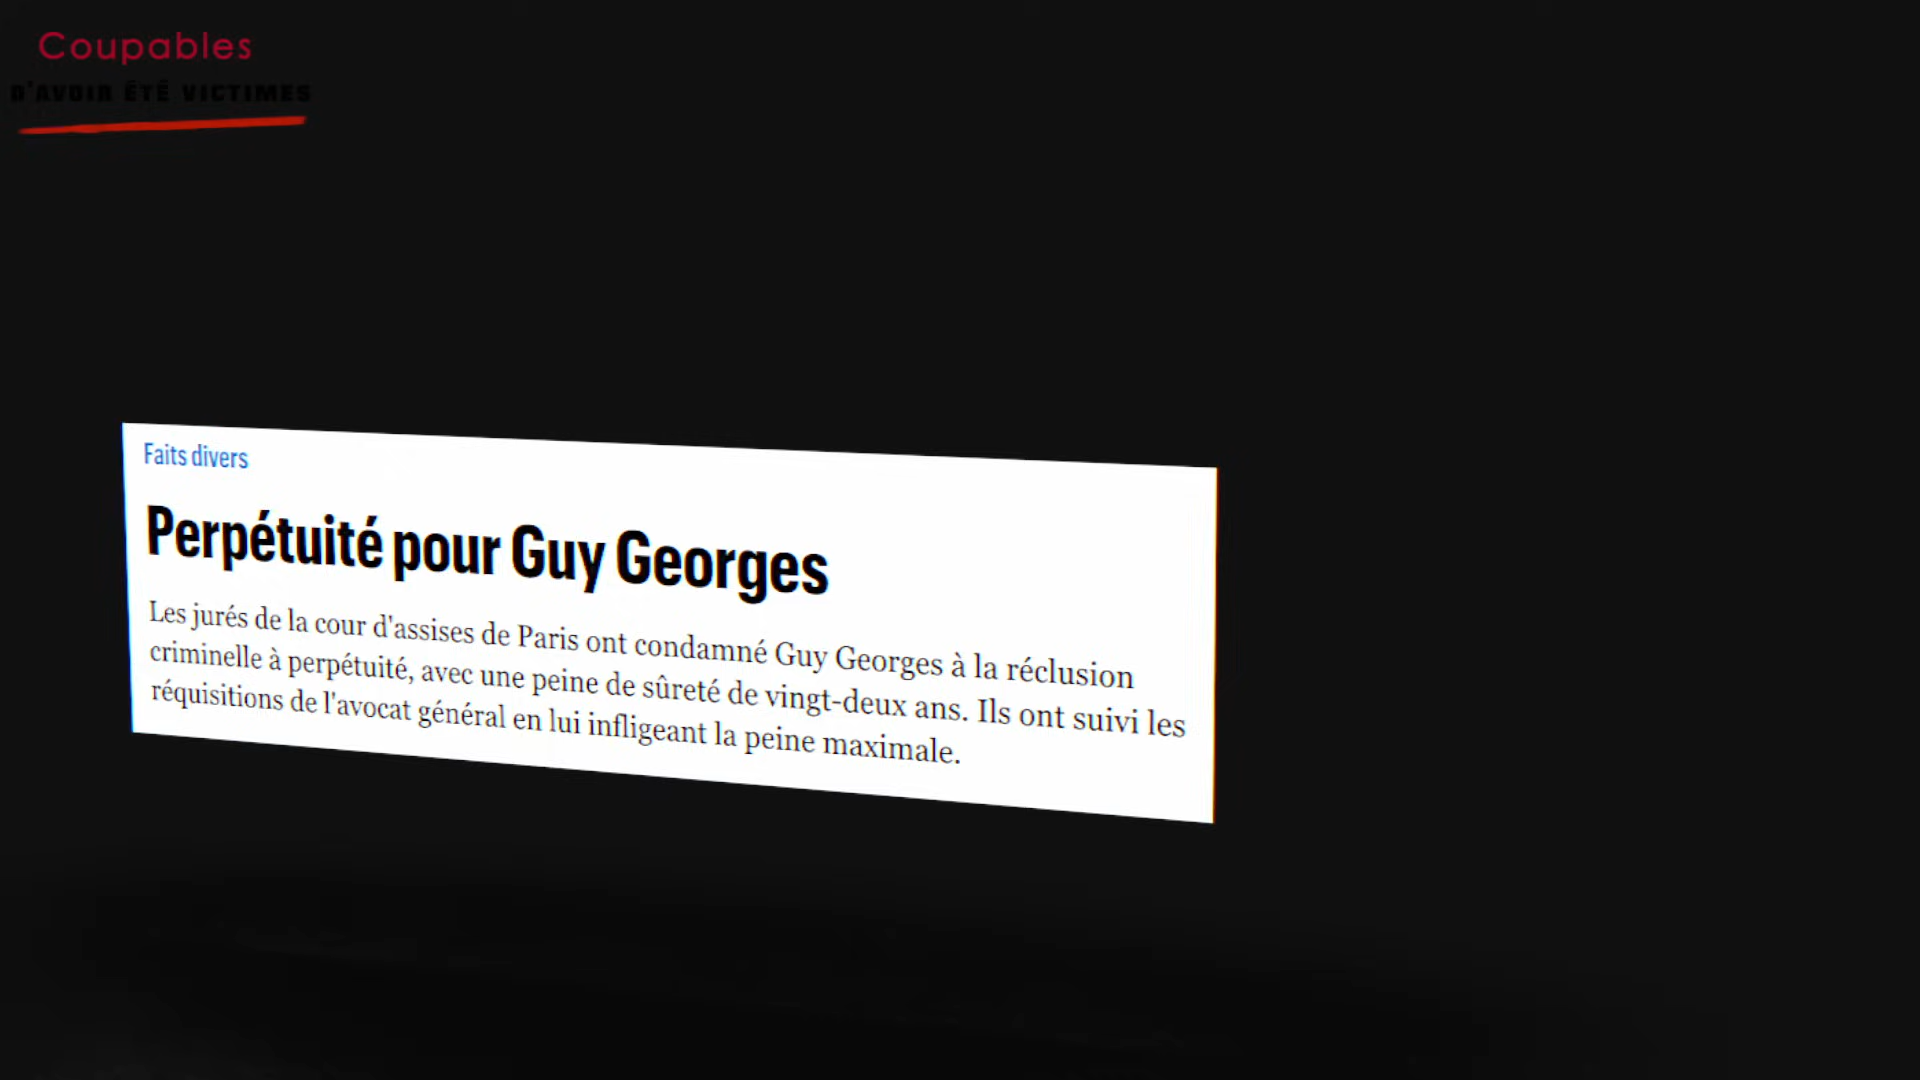 Coupables
D'AVOIR ÉTÉ VICTIMES
Faits divers
Perpétuité pour Guy Georges
Les jurés de la cour d'assises de Paris ont condamné Guy Georges à la réclusion
criminelle à perpétuité, avec une peine de sûreté de vingt-deux ans. Ils ont suivi les
réquisitions de l'avocat général en lui infligeant la peine maximale.